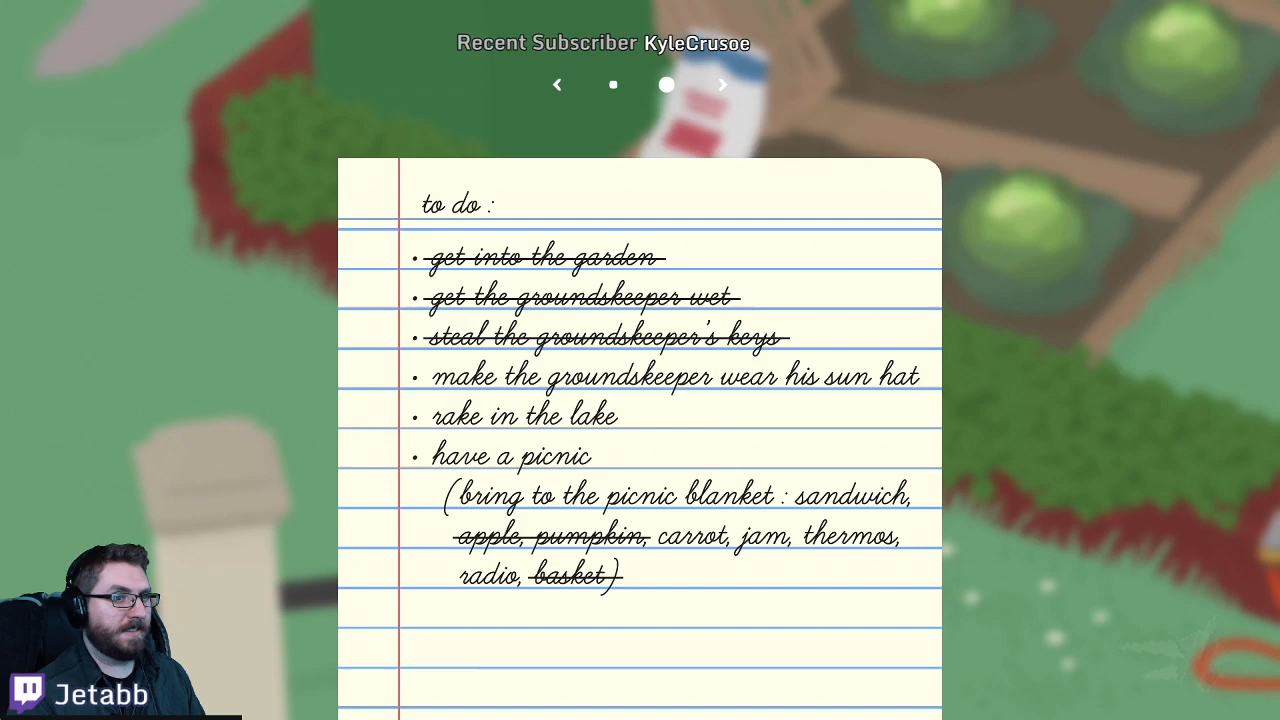 Recent Subscriber KyleCrusoe
to do :
• get into the garden
• get the groundskeeper wet
• steal the groundskeeper's keys
• make the groundskeeper wear his sun hat
• rake in the lake
• have a picnic
(bring to the picnic blanket : sandwich,
apple, pumpkin, carrot, jam, thermos,
radio, basket)
Jetabb